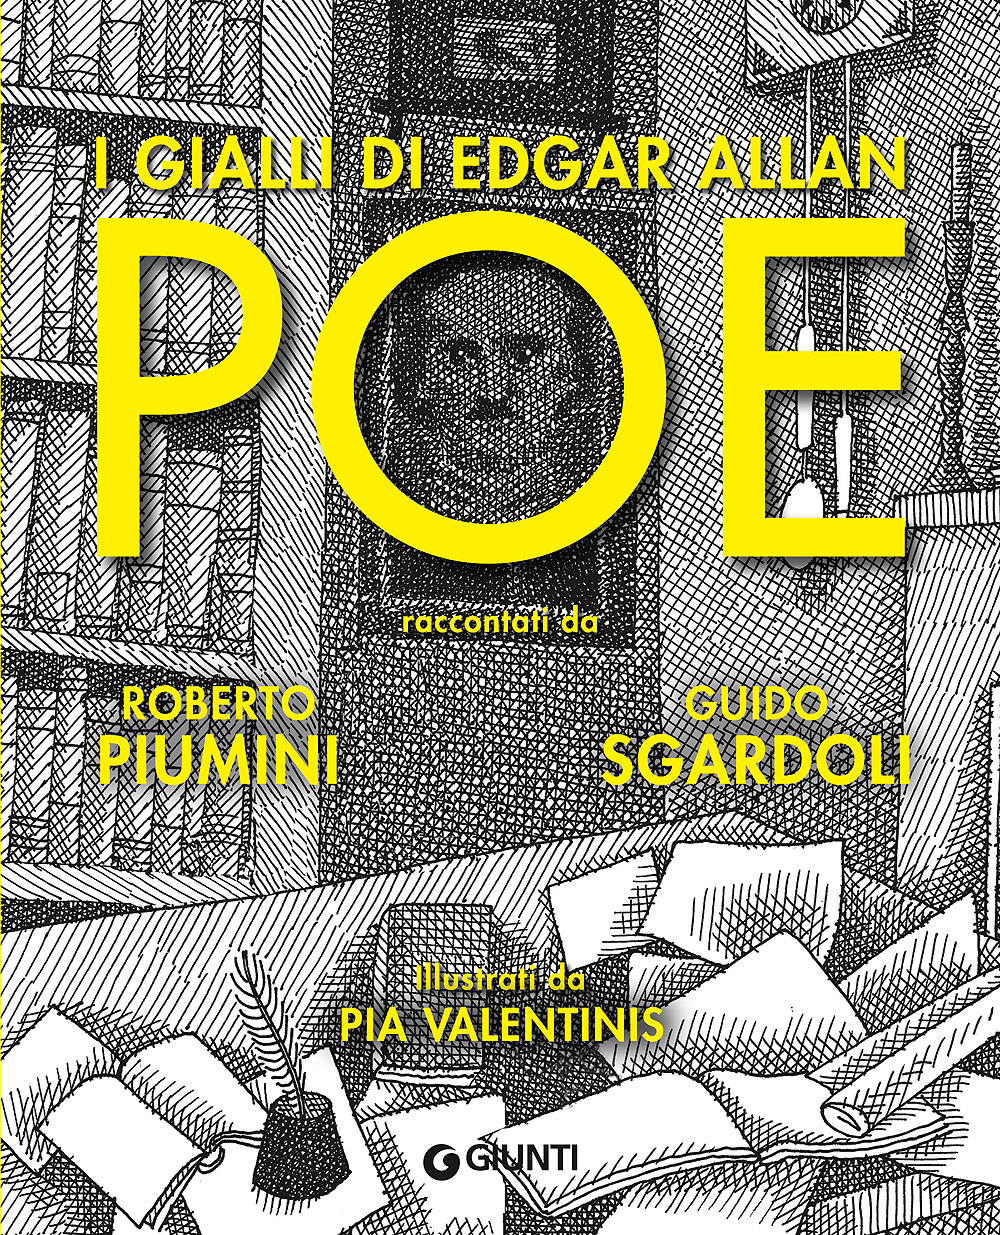 I GIALLI DI EDGAR ALLAN
POE
raccontati da
ROBERTO
PIUMINI
GUIDO
SGARDOLI
Illustrati da
PIA VALENTINIS
GIUNTI